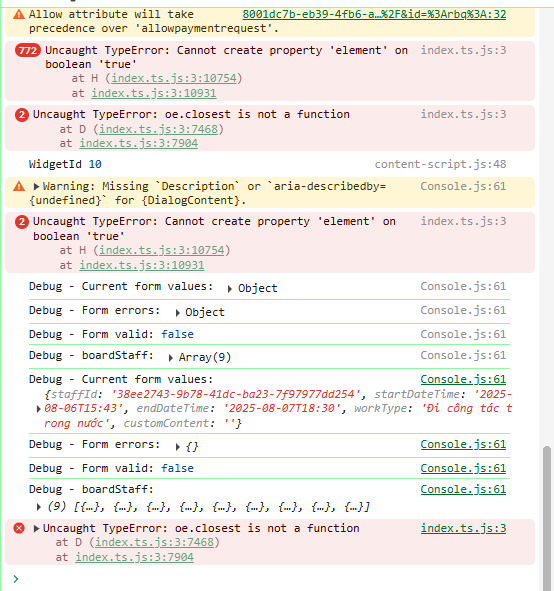 Allow attribute will take 8001dc7b-eb39-4fb6-a…%2F&id=%3Arbq%3A:32
precedence over 'allowpaymentrequest'.
772 Uncaught TypeError: Cannot create property 'element' on index.ts.js:3
boolean 'true'
at H (index.ts.js:3:10754)
at index.ts.js:3:10931
2 Uncaught TypeError: oe.closest is not a function index.ts.js:3
at D (index.ts.js:3:7468)
at index.ts.js:3:7904
WidgetId 10 content-script.js:48
Warning: Missing `Description` or `aria-describedby= Console.js:61
{undefined}` for {DialogContent}.
2 Uncaught TypeError: Cannot create property 'element' on index.ts.js:3
boolean 'true'
at H (index.ts.js:3:10754)
at index.ts.js:3:10931
Debug - Current form values: Object Console.js:61
Debug - Form errors: Object Console.js:61
Debug - Form valid: false Console.js:61
Debug - boardStaff: Array(9) Console.js:61
Debug - Current form values: Console.js:61
{staffId: '38ee2743-9b78-41dc-ba23-7f97977dd254', startDateTime: '2025-
08-06T15:43', endDateTime: '2025-08-07T18:30', workType: 'Đi công tác t
rong nước', customContent: ''}
Debug - Form errors: {} Console.js:61
Debug - Form valid: false Console.js:61
Debug - boardStaff: Console.js:61
(9) [{…}, {…}, {…}, {…}, {…}, {…}, {…}, {…}, {…}]
Uncaught TypeError: oe.closest is not a function index.ts.js:3
at D (index.ts.js:3:7468)
at index.ts.js:3:7904